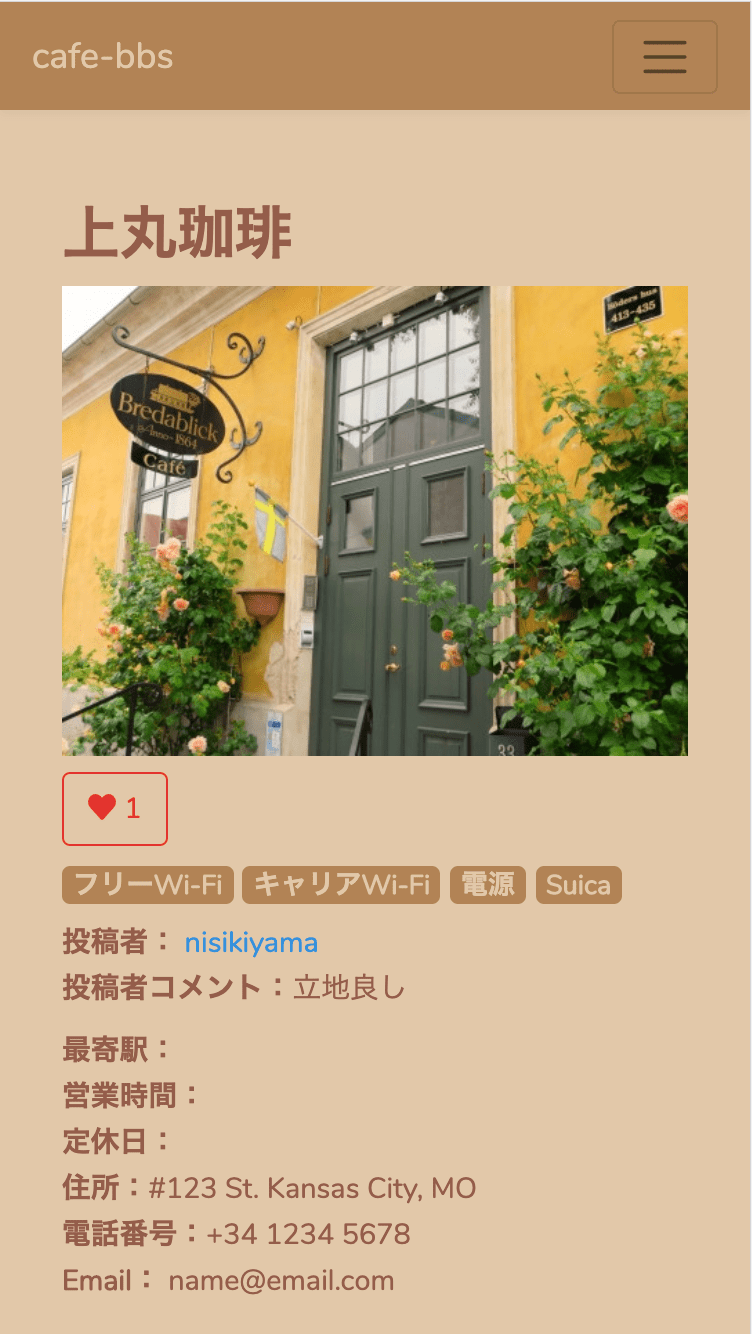 cafe-bbs
上丸珈琲
Söders hus
413-435
Bredablick
Anno 1864
Café
33
1
フリーWi-Fi キャリアWi-Fi 電源 Suica
投稿者： nisikiyama
投稿者コメント：立地良し
最寄駅：
営業時間：
定休日：
住所：#123 St. Kansas City, MO
電話番号：+34 1234 5678
Email： name@email.com